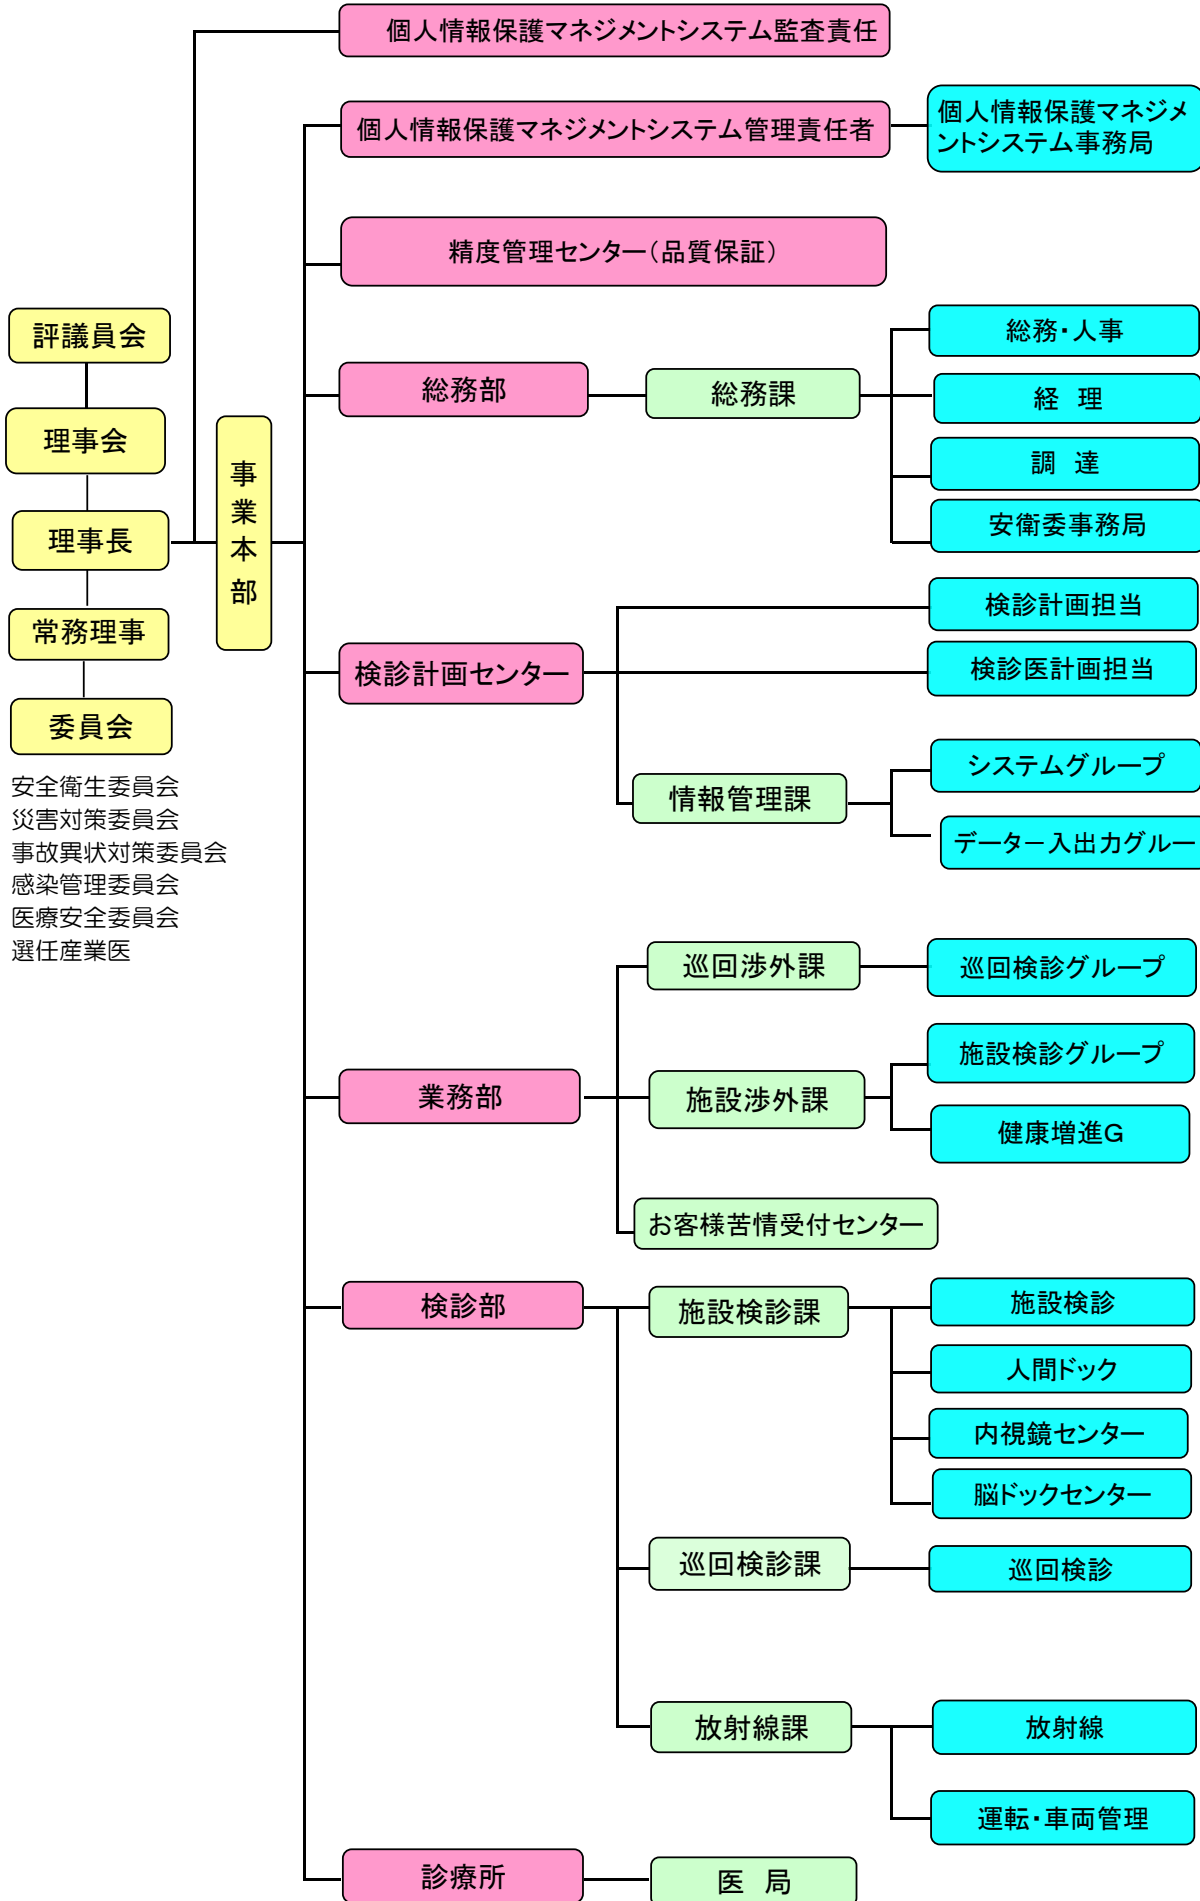 個人情報保護マネジメントシステム監査責任
個人情報保護マネジメントシステム管理責任者
個人情報保護マネジメ
ントシステム事務局
精度管理センター（品質保証）
評議員会
理事会
理事長
常務理事
委員会
安全衛生委員会
災害対策委員会
事故異状対策委員会
感染管理委員会
医療安全委員会
選任産業医
事業本部
総務部
総務課
総務・人事
経 理
調 達
安衛委事務局
検診計画センター
検診計画担当
検診医計画担当
情報管理課
システムグループ
データー入出力グルー
業務部
巡回渉外課
巡回検診グループ
施設渉外課
施設検診グループ
健康増進G
お客様苦情受付センター
検診部
施設検診課
施設検診
人間ドック
内視鏡センター
脳ドックセンター
巡回検診課
巡回検診
放射線課
放射線
運転・車両管理
診療所
医 局